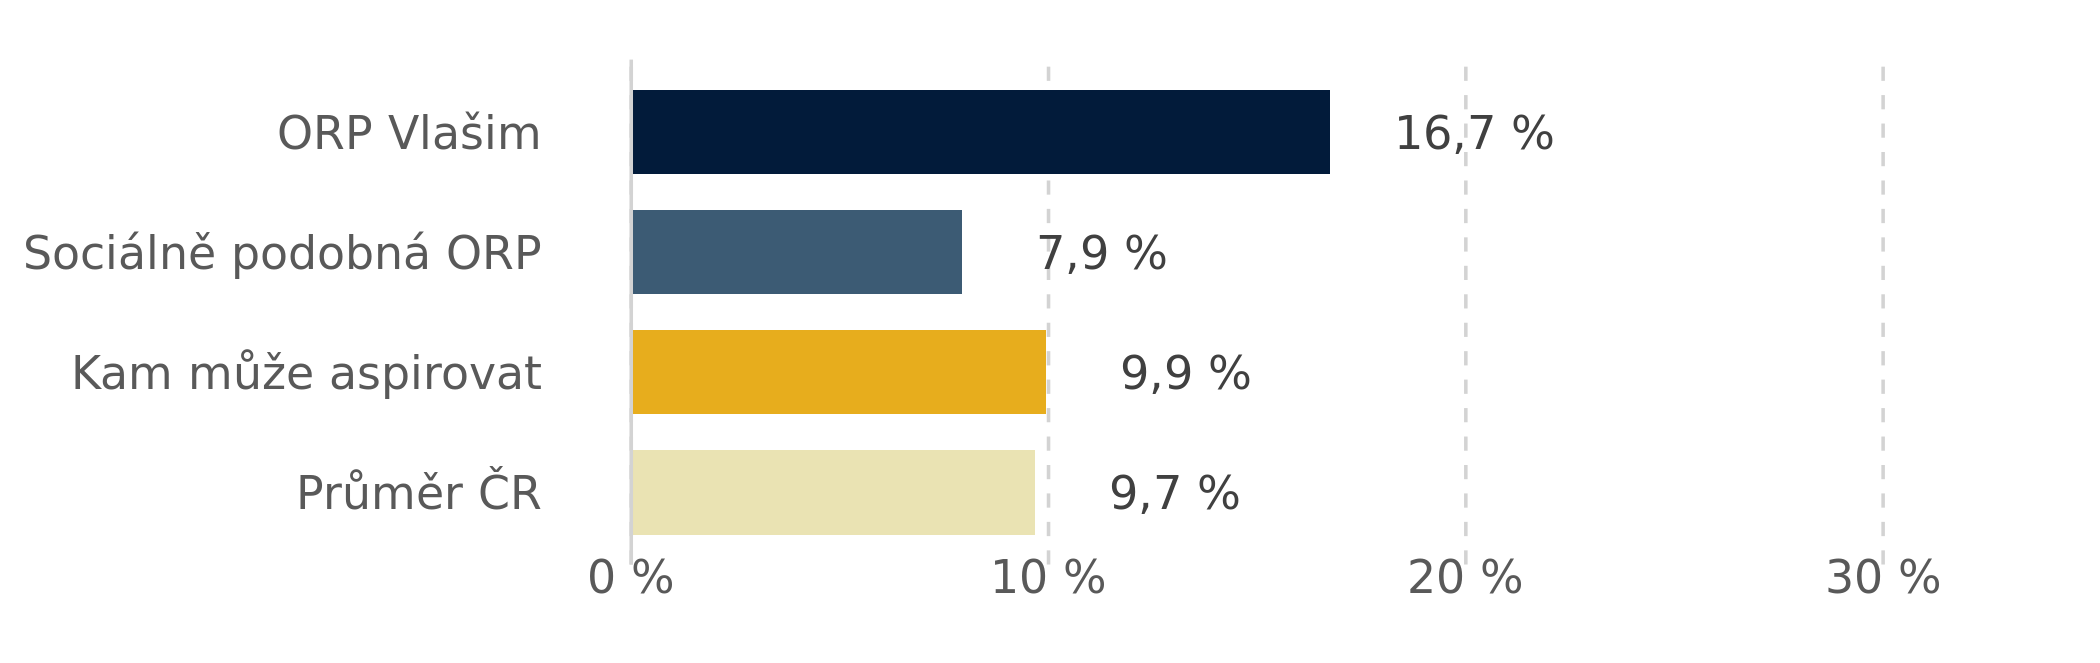 ORP Vlašim 16,7 %
Sociálně podobná ORP 7,9 %
Kam může aspirovat 9,9 %
Průměr ČR 9,7 %
0 % 10 % 20 % 30 %